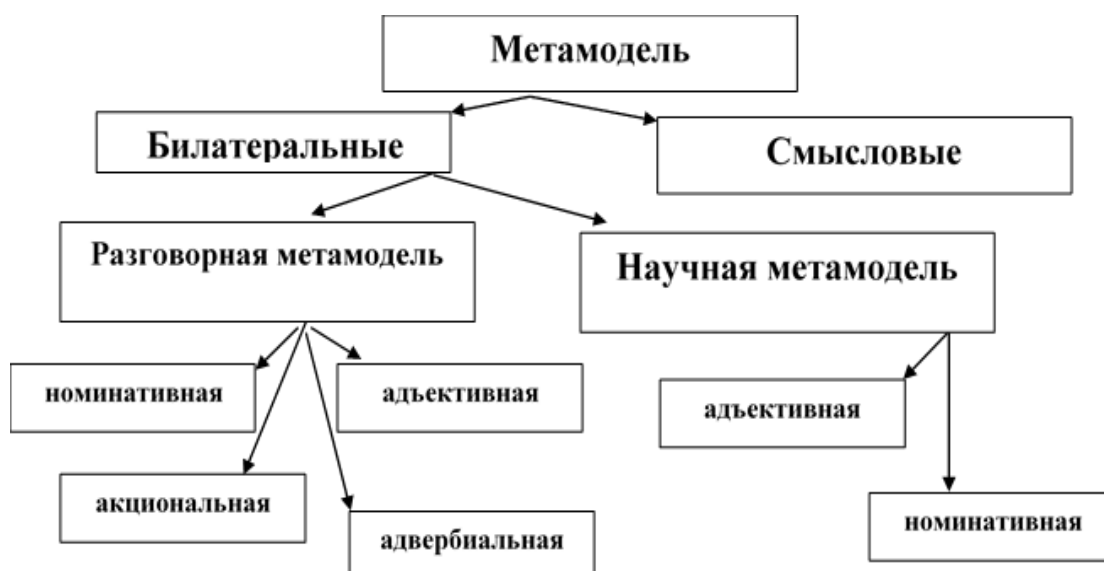 Метамодель
Билатеральные
Смысловые
Разговорная метамодель
Научная метамодель
номинативная
адъективная
адъективная
акциональная
адвербиальная
номинативная